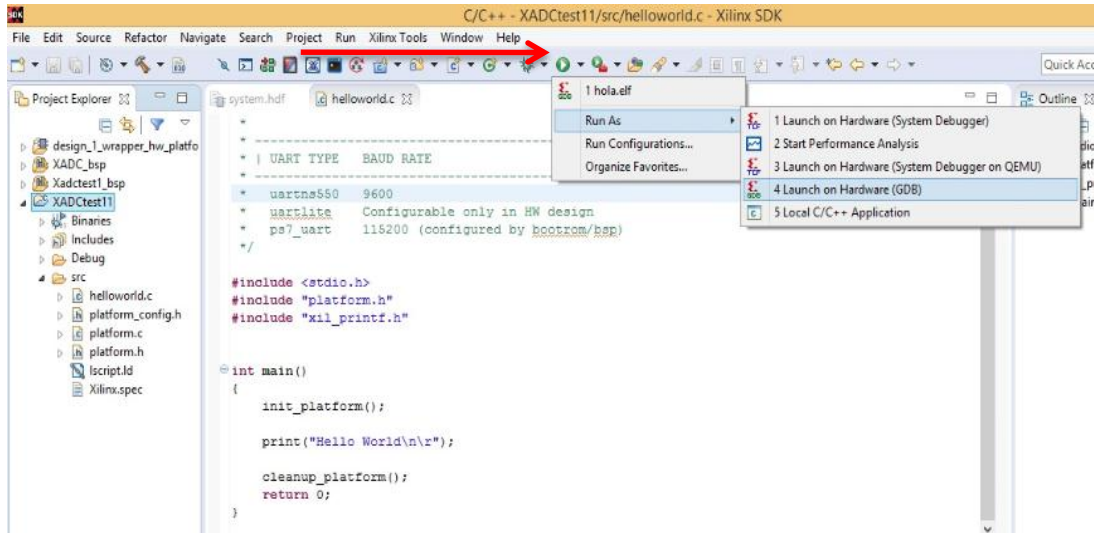 SDK
C/C++ - XADCtest11/src/helloworld.c - Xilinx SDK
File Edit Source Refactor Navigate Search Project Run Xilinx Tools Window Help
Quick Acc
Project Explorer
system.hdf
helloworld.c
Outline
design_1_wrapper_hw_platfo
XADC_bsp
Xadctest1_bsp
XADCtest11
Binaries
Includes
Debug
src
helloworld.c
platform_config.h
platform.c
platform.h
lscript.ld
Xilinx.spec
*
* ------------------------------------------------
* | UART TYPE   BAUD RATE
* ------------------------------------------------
*   uartns550   9600
*   uartlite    Configurable only in HW design
*   ps7_uart    115200 (configured by bootrom/bsp)
*/
#include <stdio.h>
#include "platform.h"
#include "xil_printf.h"
int main()
{
init_platform();
print("Hello World\n\r");
cleanup_platform();
return 0;
}
1 hola.elf
Run As
Run Configurations...
Organize Favorites...
1 Launch on Hardware (System Debugger)
2 Start Performance Analysis
3 Launch on Hardware (System Debugger on QEMU)
4 Launch on Hardware (GDB)
5 Local C/C++ Application